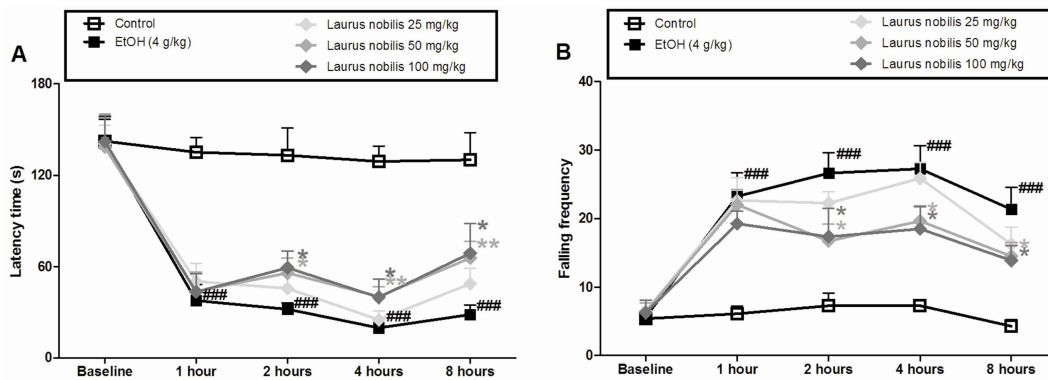 A
Control
EtOH (4 g/kg)
Laurus nobilis 25 mg/kg
Laurus nobilis 50 mg/kg
Laurus nobilis 100 mg/kg
Latency time (s)
180
120
60
0
*
*
*
**
*
**
###
###
###
###
Baseline
1 hour
2 hours
4 hours
8 hours
B
Control
EtOH (4 g/kg)
Laurus nobilis 25 mg/kg
Laurus nobilis 50 mg/kg
Laurus nobilis 100 mg/kg
Falling frequency
40
30
20
10
0
###
###
###
###
*
*
*
*
*
*
Baseline
1 hour
2 hours
4 hours
8 hours